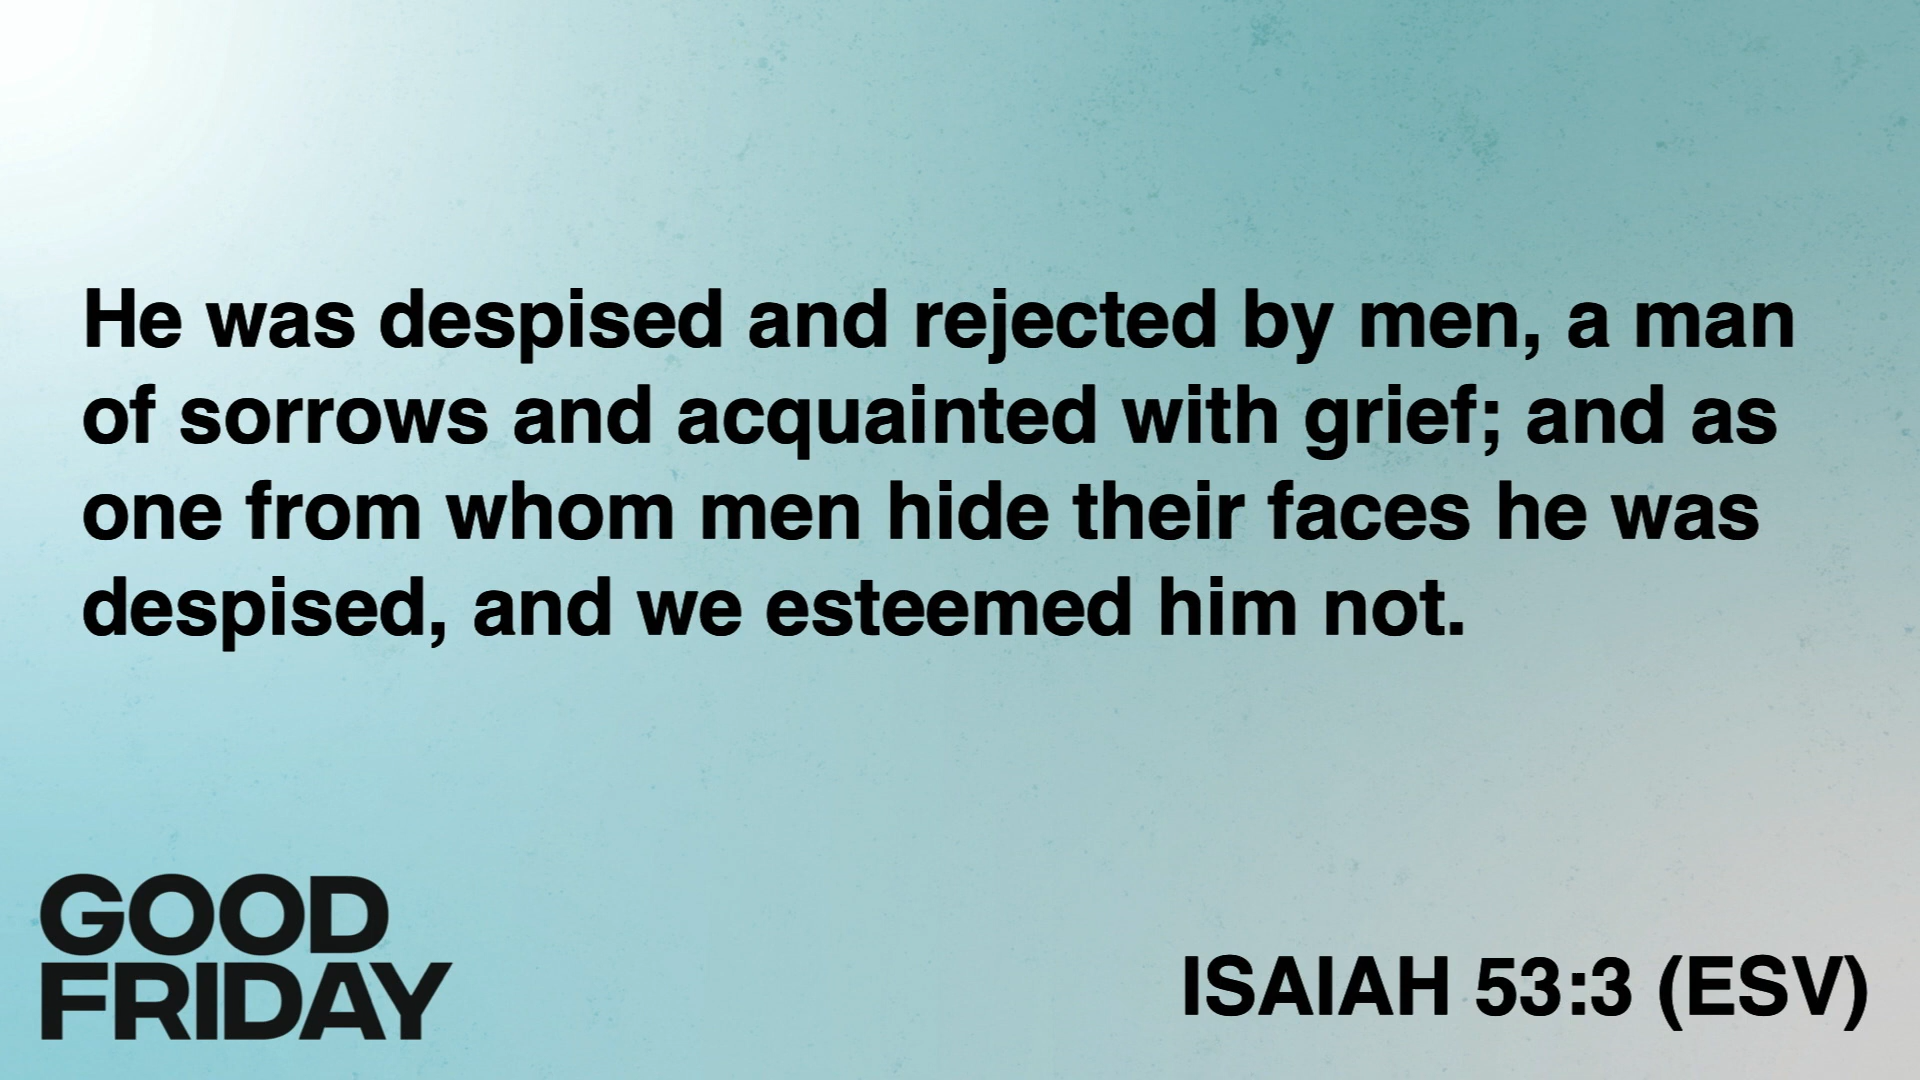 He was despised and rejected by men, a man
of sorrows and acquainted with grief; and as
one from whom men hide their faces he was
despised, and we esteemed him not.
GOOD
FRIDAY
ISAIAH 53:3 (ESV)